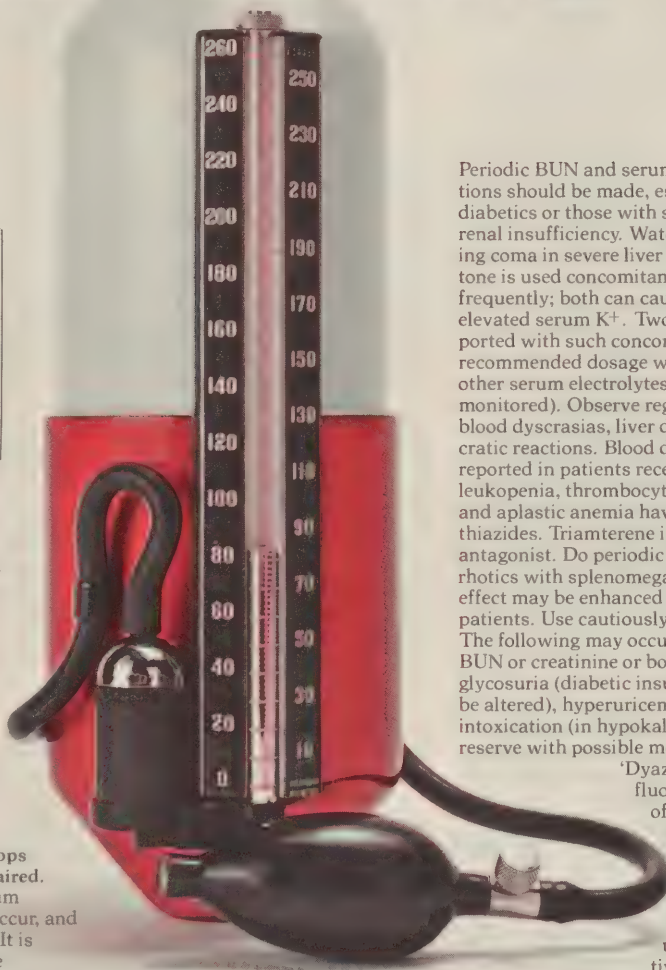 260
250
240
230
220
210
200
190
180
170
160
150
140
130
120
110
100
90
80
70
60
50
40
30
20
10
0
Periodic BUN and serum
tions should be made, es
diabetics or those with s
renal insufficiency. Wat
ing coma in severe liver
tone is used concomitan
frequently; both can cau
elevated serum K+. Two
ported with such concor
recommended dosage w
other serum electrolytes
monitored). Observe reg
blood dyscrasias, liver d
cratic reactions. Blood d
reported in patients rece
leukopenia, thrombocyt
and aplastic anemia hav
thiazides. Triamterene i
antagonist. Do periodic
rhotics with splenomega
effect may be enhanced
patients. Use cautiously
The following may occu
BUN or creatinine or bo
glycosuria (diabetic insu
be altered), hyperuricen
intoxication (in hypokal
reserve with possible m
'Dyaz
fluc
of
ti
ops
aired.
um
ccur, and
It is
e